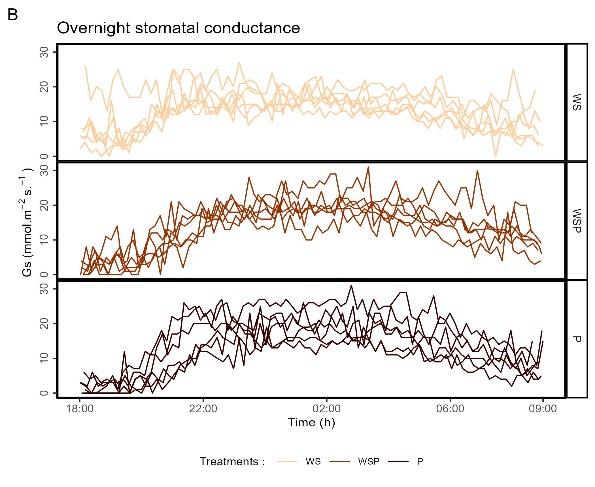 B
Overnight stomatal conductance
30
20
10
0
WS
30
20
10
0
WSP
30
20
10
0
P
Gs (mmol.m⁻² s.⁻¹ )
18:00 22:00 02:00 06:00 09:00
Time (h)
Treatments : WS WSP P